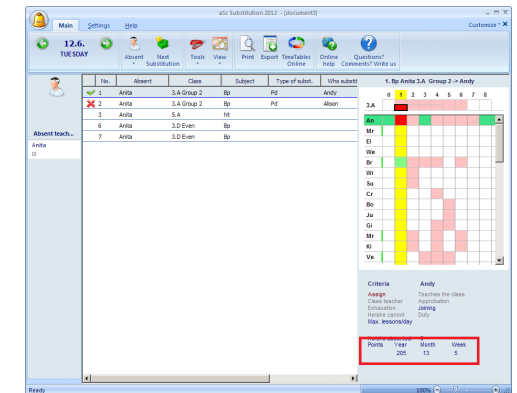 aSc Substitution 2012 - [document3]
Main Settings Help Customize
12.6.
TUESDAY
Absent Next Substitution Tools View Print Export TimeTables Online Online help Questions? Comments? Write us
No. Absent Class Subject Type of subst. Who substit
1 Anita 3.A Group 2 Bp Pd Andy
2 Anita 3.A Group 2 Bp Pd Alison
3 Anita 5.A Nt
6 Anita 3.D Even Bp
7 Anita 3.D Even Bp
Absent teach...
Anita
Ill
1. Bp Anita 3.A Group 2 -> Andy
0 1 2 3 4 5 6 7 8
3.A
An
Mr
El
We
Br
Wi
Su
Cr
Bo
Ju
Gi
Mr
Ki
Ve
Criteria Andy
Assign Teaches the class
Class teacher Approbation
Exhaustion Joining
He/she cannot Duty
Max. lessons/day
Points Year Month Week
205 13 5
Ready 100%